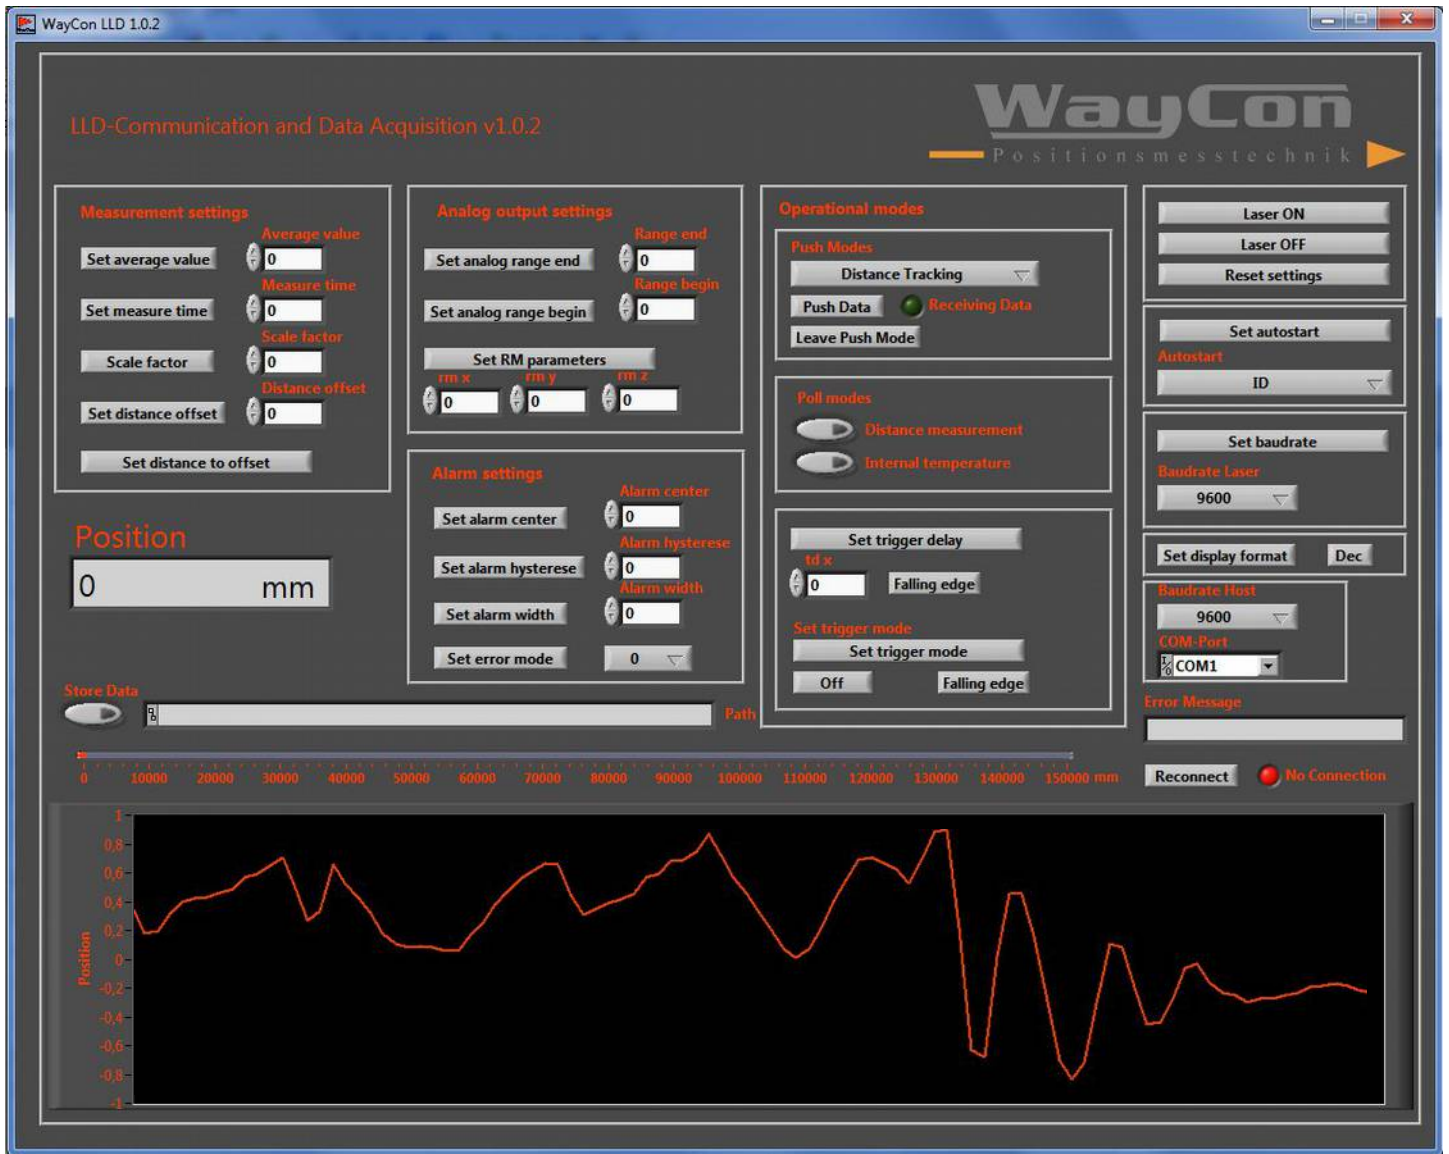 WayCon LLD 1.0.2
LLD-Communication and Data Acquisition v1.0.2
WayCon
Positionsmesstechnik
Measurement settings
Average value
Set average value
0
Measure time
Set measure time
0
Scale factor
Scale factor
0
Distance offset
Set distance offset
0
Set distance to offset
Position
0 mm
Analog output settings
Range end
Set analog range end
0
Range begin
Set analog range begin
0
Set RM parameters
rm x rm y rm z
0 0 0
Alarm settings
Alarm center
Set alarm center
0
Alarm hysterese
Set alarm hysterese
0
Alarm width
Set alarm width
0
Set error mode
0
Operational modes
Push Modes
Distance Tracking
Push Data
Receiving Data
Leave Push Mode
Poll modes
Distance measurement
Internal temperature
Set trigger delay
td x
0
Falling edge
Set trigger mode
Set trigger mode
Off
Falling edge
Laser ON
Laser OFF
Reset settings
Set autostart
Autostart
ID
Set baudrate
Baudrate Laser
9600
Set display format
Dec
Baudrate Host
9600
COM-Port
COM1
Error Message
Reconnect
No Connection
Store Data
Path
0 10000 20000 30000 40000 50000 60000 70000 80000 90000 100000 110000 120000 130000 140000 150000 mm
Position
1
0,8
0,6
0,4
0,2
0
-0,2
-0,4
-0,6
-0,8
-1